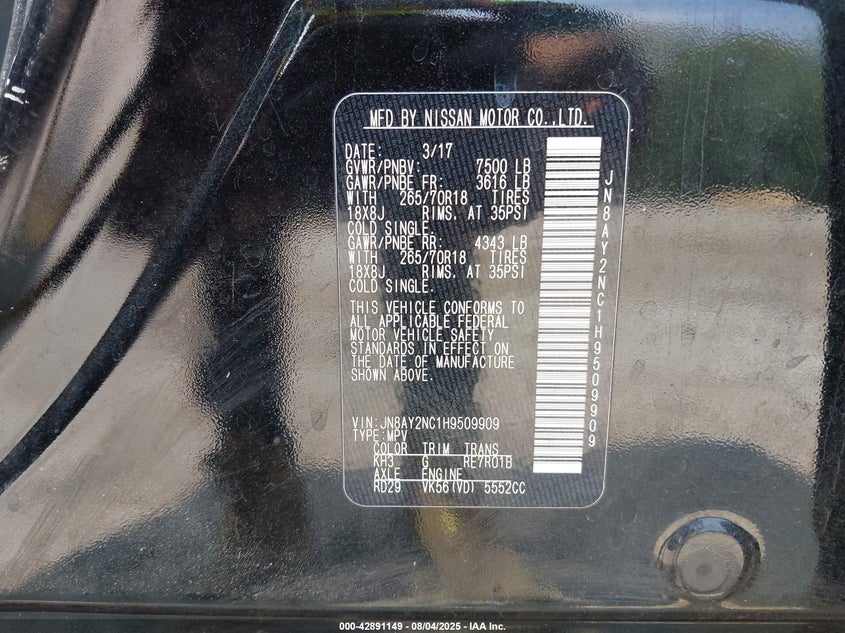 MFD BY NISSAN MOTOR CO.,LTD.
DATE: 3/17
GVWR/PNBV: 7500 LB
GAWR/PNBE FR: 3616 LB
WITH 265/70R18 TIRES
18X8J RIMS. AT 35PSI
COLD SINGLE.
GAWR/PNBE RR: 4343 LB
WITH 265/70R18 TIRES
18X8J RIMS. AT 35PSI
COLD SINGLE.
THIS VEHICLE CONFORMS TO
ALL APPLICABLE FEDERAL
MOTOR VEHICLE SAFETY
STANDARDS IN EFFECT ON
THE DATE OF MANUFACTURE
SHOWN ABOVE.
VIN:JN8AY2NC1H9509909
TYPE:MPV
COLOR TRIM TRANS
KH3 G RE7R01B
AXLE ENGINE
RD29 VK56(VD) 5552CC
JN8AY2NC1H9509909
000-42891149 - 08/04/2025 - IAA Inc.